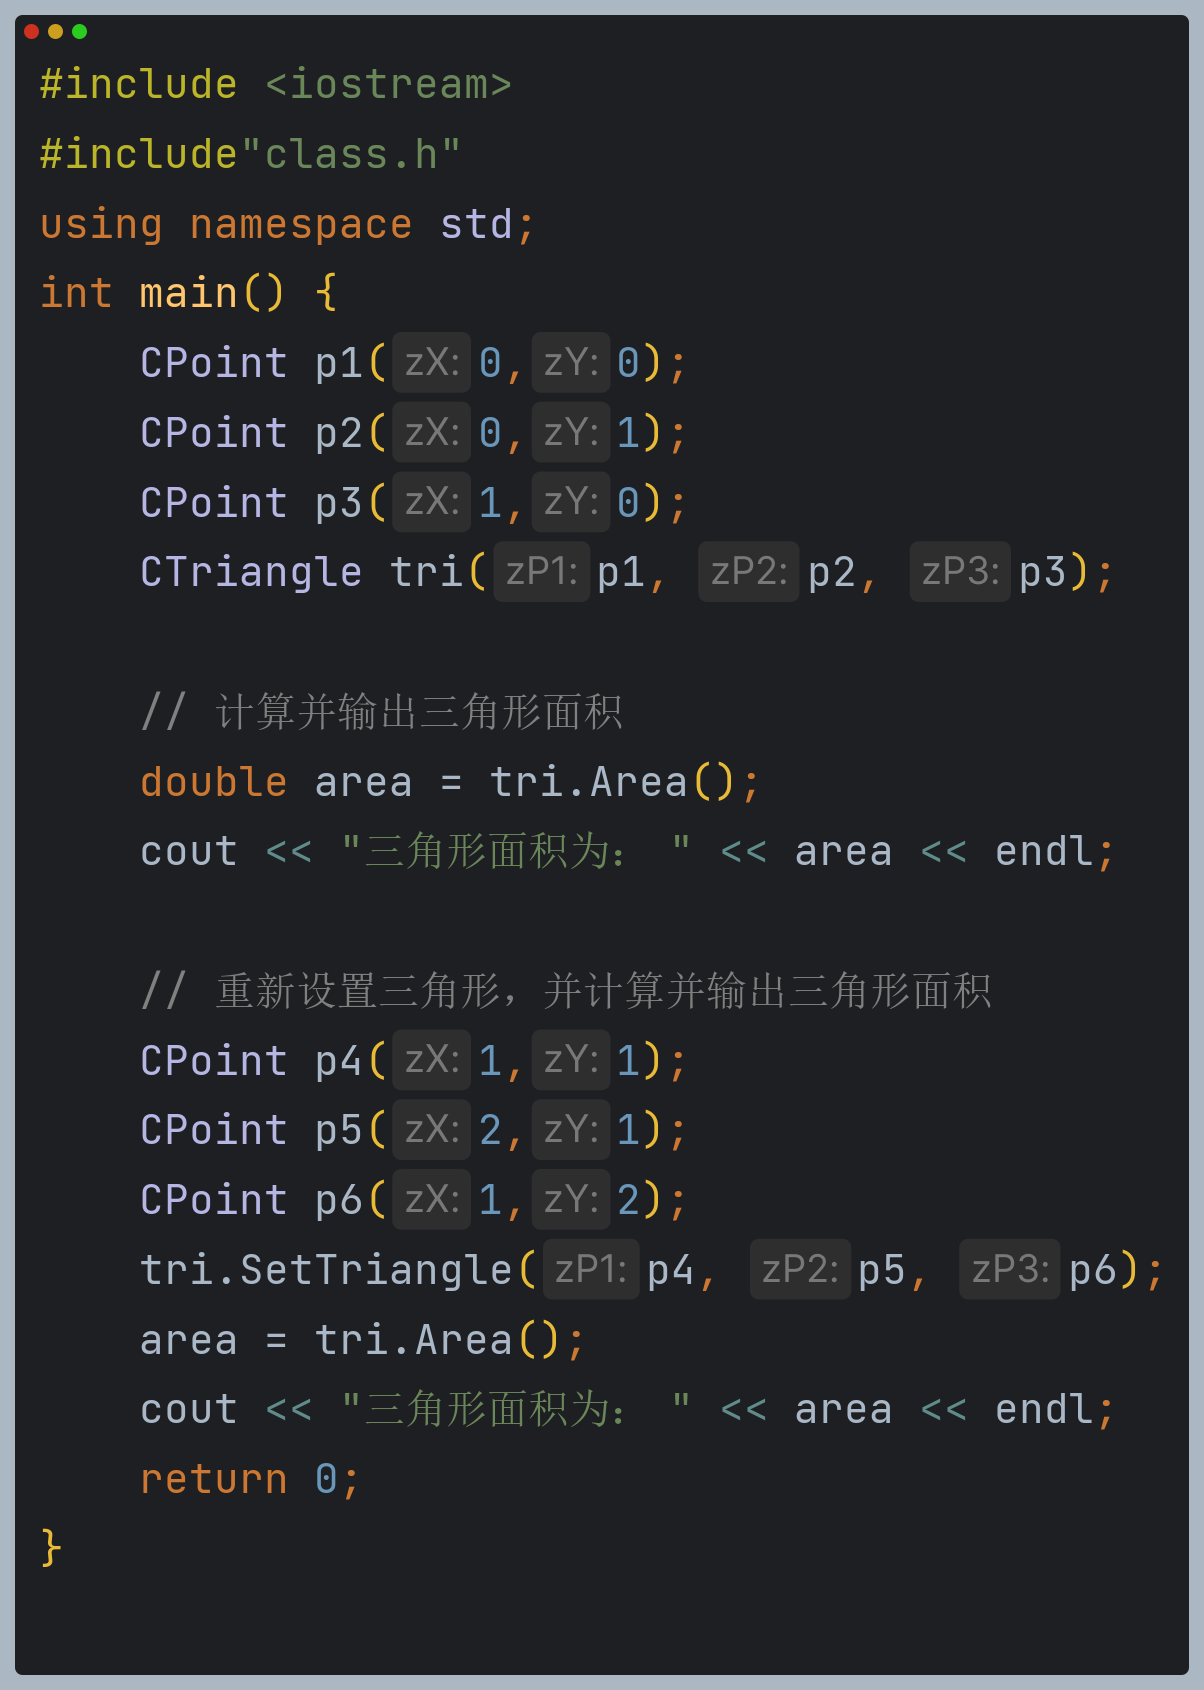 #include <iostream>
#include"class.h"
using namespace std;
int main() {
    CPoint p1(zX:0,zY:0);
    CPoint p2(zX:0,zY:1);
    CPoint p3(zX:1,zY:0);
    CTriangle tri(zP1:p1, zP2:p2, zP3:p3);
    // 计算并输出三角形面积
    double area = tri.Area();
    cout << "三角形面积为： " << area << endl;
    // 重新设置三角形，并计算并输出三角形面积
    CPoint p4(zX:1,zY:1);
    CPoint p5(zX:2,zY:1);
    CPoint p6(zX:1,zY:2);
    tri.SetTriangle(zP1:p4, zP2:p5, zP3:p6);
    area = tri.Area();
    cout << "三角形面积为： " << area << endl;
    return 0;
}